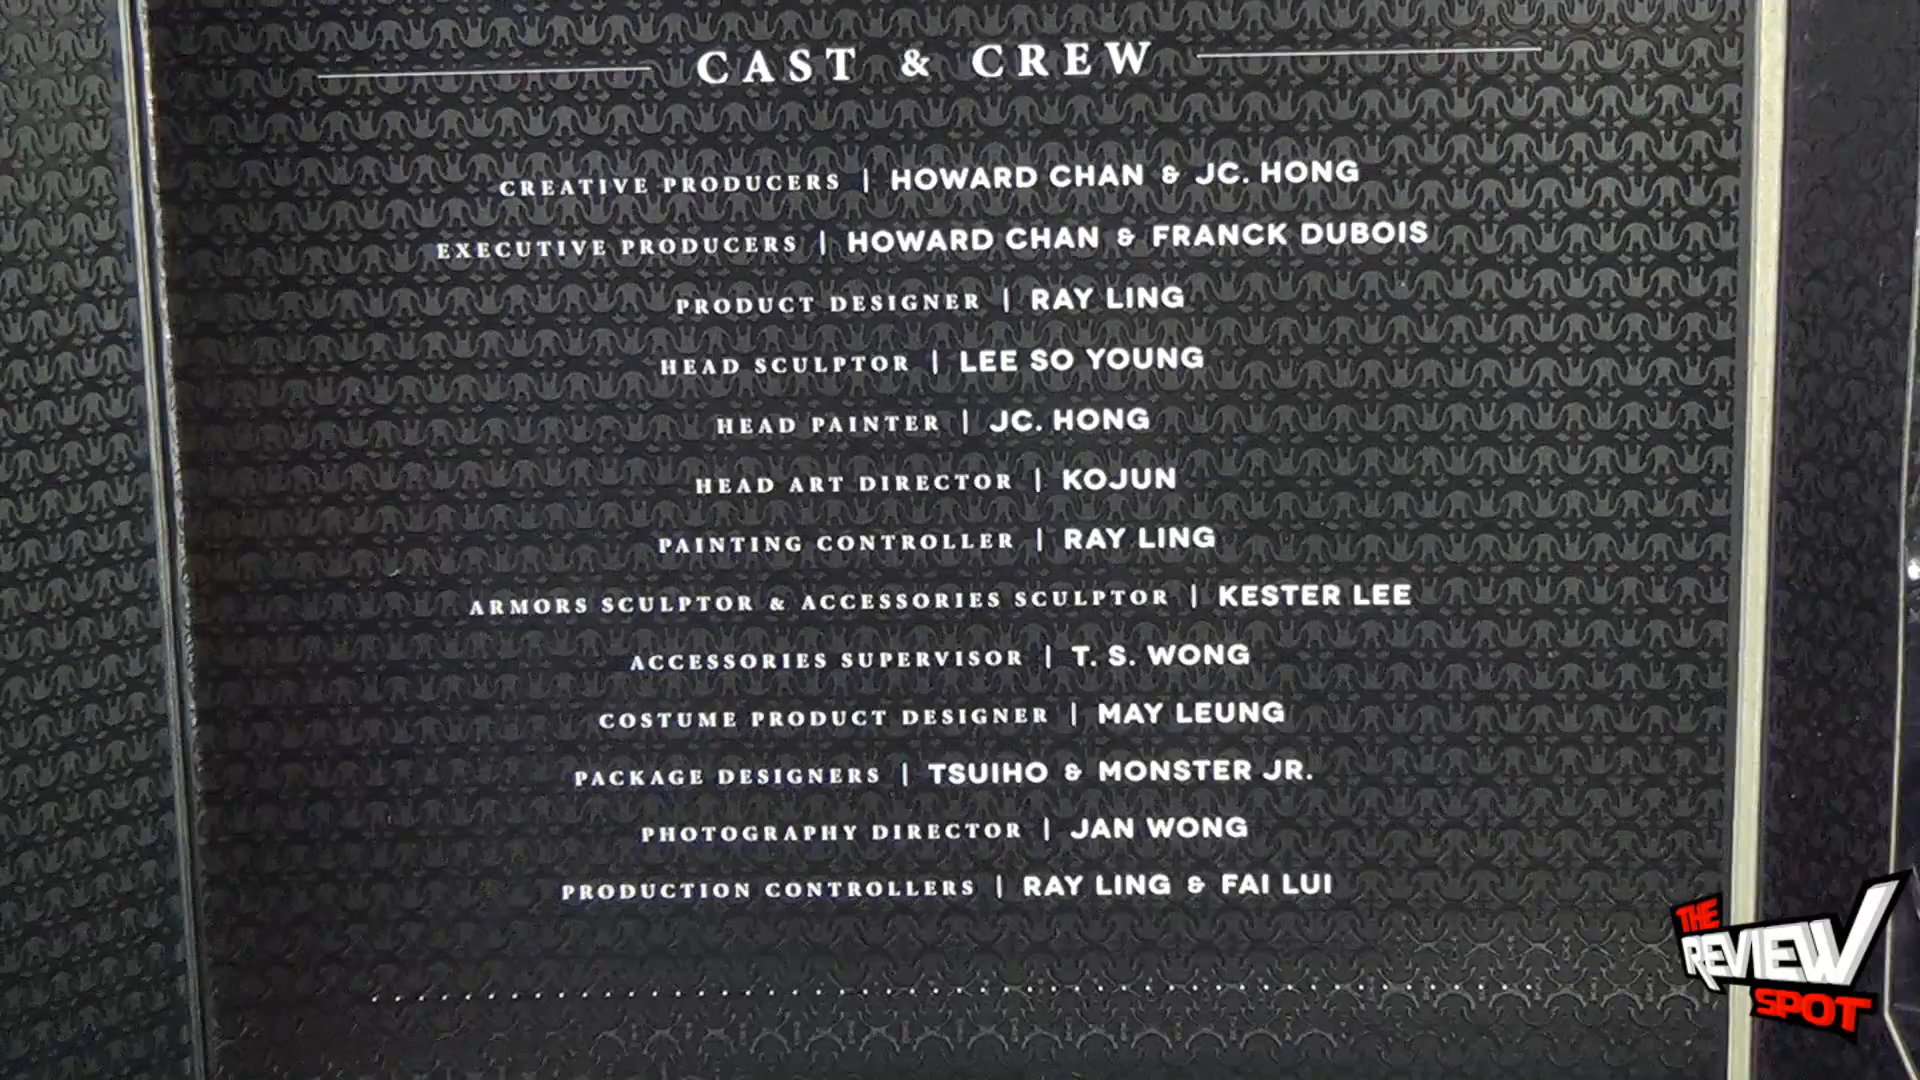 CAST & CREW
CREATIVE PRODUCERS | HOWARD CHAN & JC. HONG
EXECUTIVE PRODUCERS | HOWARD CHAN & FRANCK DUBOIS
PRODUCT DESIGNER | RAY LING
HEAD SCULPTOR | LEE SO YOUNG
HEAD PAINTER | JC. HONG
HEAD ART DIRECTOR | KOJUN
PAINTING CONTROLLER | RAY LING
ARMORS SCULPTOR & ACCESSORIES SCULPTOR | KESTER LEE
ACCESSORIES SUPERVISOR | T. S. WONG
COSTUME PRODUCT DESIGNER | MAY LEUNG
PACKAGE DESIGNERS | TSUIHO & MONSTER JR.
PHOTOGRAPHY DIRECTOR | JAN WONG
PRODUCTION CONTROLLERS | RAY LING & FAI LUI
THE
REVIEW
SPOT